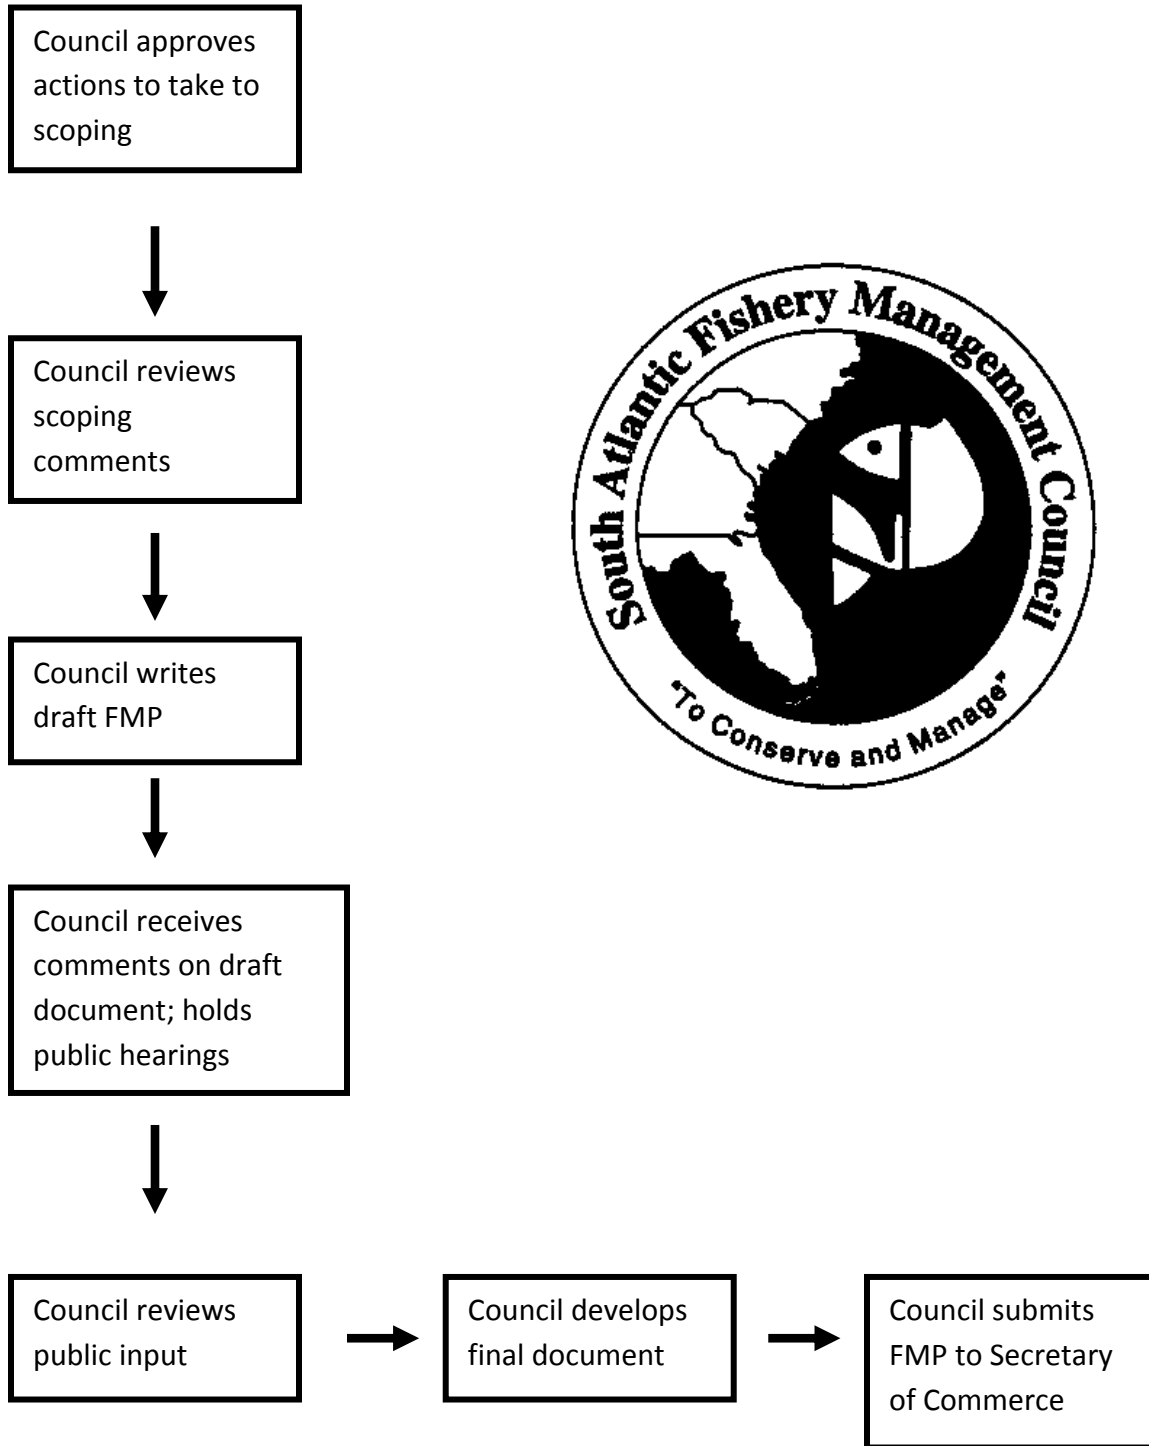 Council approves
actions to take to
scoping
Council reviews
scoping
comments
Council writes
draft FMP
Council receives
comments on draft
document; holds
public hearings
Council reviews
public input
Council develops
final document
Council submits
FMP to Secretary
of Commerce
South Atlantic Fishery Management Council
"To Conserve and Manage"